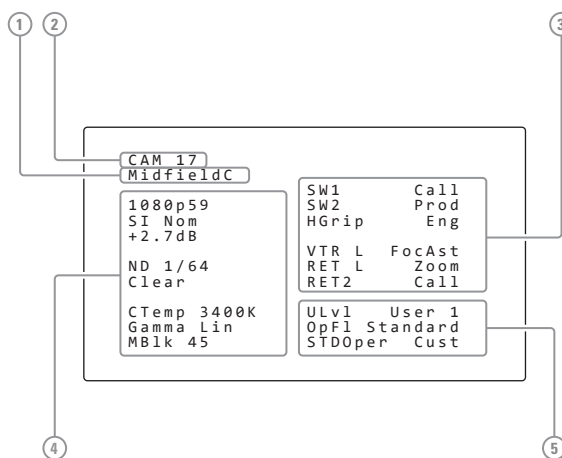 1
2
3
CAM 17
MidfieldC
1080p59
SI Nom
+2.7dB
ND 1/64
Clear
CTemp 3400K
Gamma Lin
MBlk 45
SW1 Call
SW2 Prod
HGrip Eng
VTR L FocAst
RET L Zoom
RET2 Call
ULvl User 1
OpFl Standard
STDOper Cust
4
5